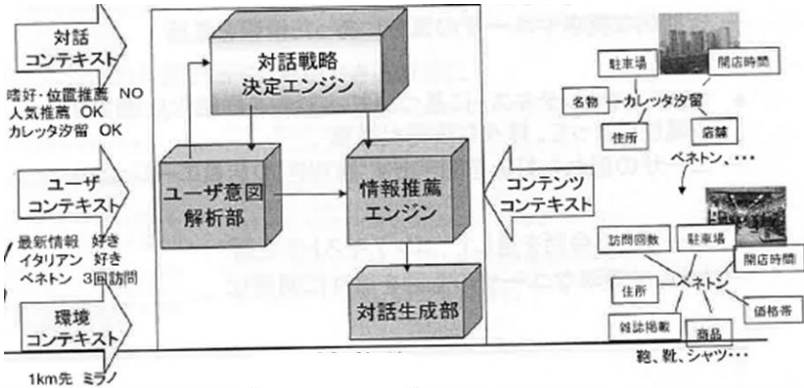 対話
コンテキスト
嗜好・位置推薦 NO
人気推薦 OK
カレッタ汐留 OK
ユーザ
コンテキスト
最新情報 好き
イタリアン 好き
ベネトン 3回訪問
環境
コンテキスト
1km先 ミラノ
対話戦略
決定エンジン
ユーザ意図
解析部
情報推薦
エンジン
対話生成部
コンテンツ
コンテキスト
駐車場
開店時間
名物
カレッタ汐留
住所
店舗
ベネトン、・・・
訪問回数
駐車場
開店時間
住所
ベネトン
価格帯
雑誌掲載
商品
鞄、靴、シャツ・・・